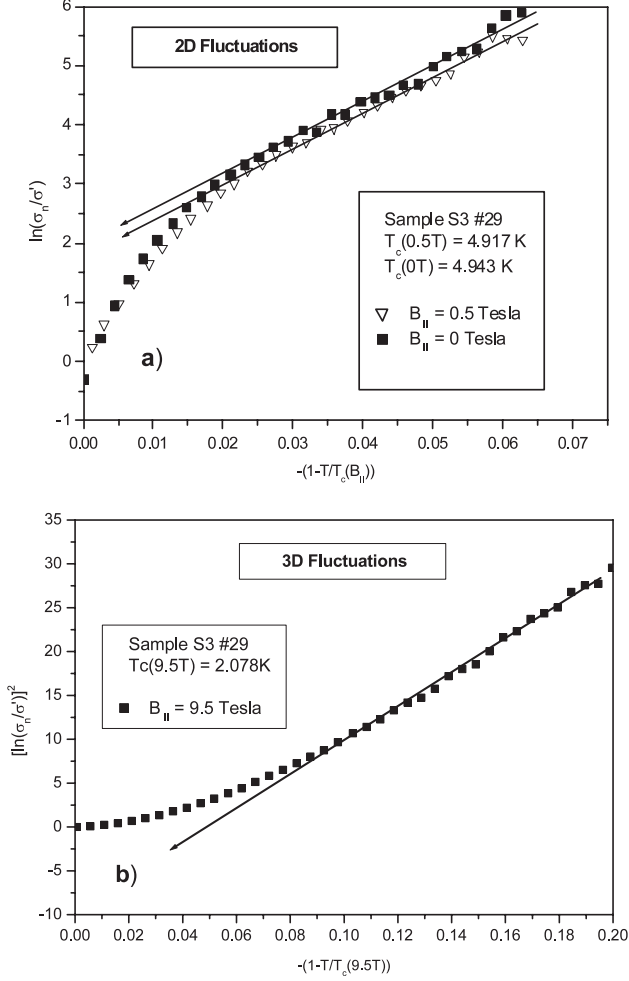 6
2D Fluctuations
5
4
ln(σn/σ')
3
Sample S3 #29
2
Tc(0.5T) = 4.917 K
Tc(0T) = 4.943 K
1
▽ B|| = 0.5 Tesla
■ B|| = 0 Tesla
0
a)
-1
0.00 0.01 0.02 0.03 0.04 0.05 0.06 0.07
-(1-T/Tc(B||))
35
3D Fluctuations
30
25
Sample S3 #29
Tc(9.5T) = 2.078K
20
[ln(σn/σ')]²
15
■ B|| = 9.5 Tesla
10
5
0
-5
b)
-10
0.00 0.02 0.04 0.06 0.08 0.10 0.12 0.14 0.16 0.18 0.20
-(1-T/Tc(9.5T))